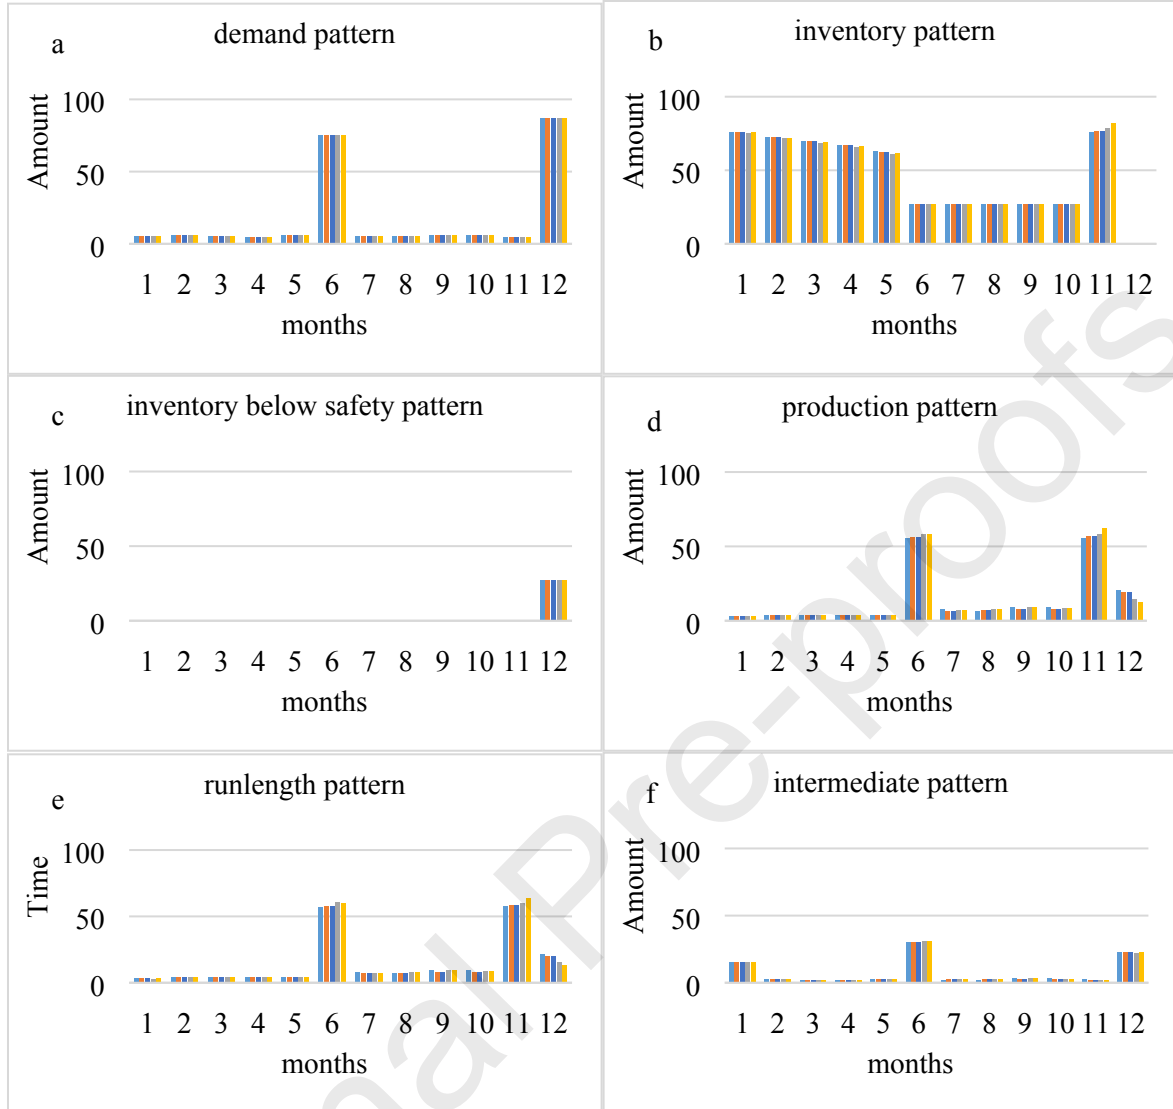 a
demand pattern
Amount
100
50
0
1 2 3 4 5 6 7 8 9 10 11 12
months
b
inventory pattern
Amount
100
50
0
1 2 3 4 5 6 7 8 9 10 11 12
months
c
inventory below safety pattern
Amount
100
50
0
1 2 3 4 5 6 7 8 9 10 11 12
months
d
production pattern
Amount
100
50
0
1 2 3 4 5 6 7 8 9 10 11 12
months
e
runlength pattern
Time
100
50
0
1 2 3 4 5 6 7 8 9 10 11 12
f
intermediate pattern
Amount
100
50
0
1 2 3 4 5 6 7 8 9 10 11 12
nal Pre-proofs